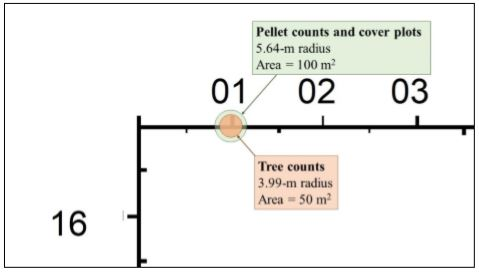 Pellet counts and cover plots
5.64-m radius
Area = 100 m²
01 02 03
Tree counts
3.99-m radius
Area = 50 m²
16